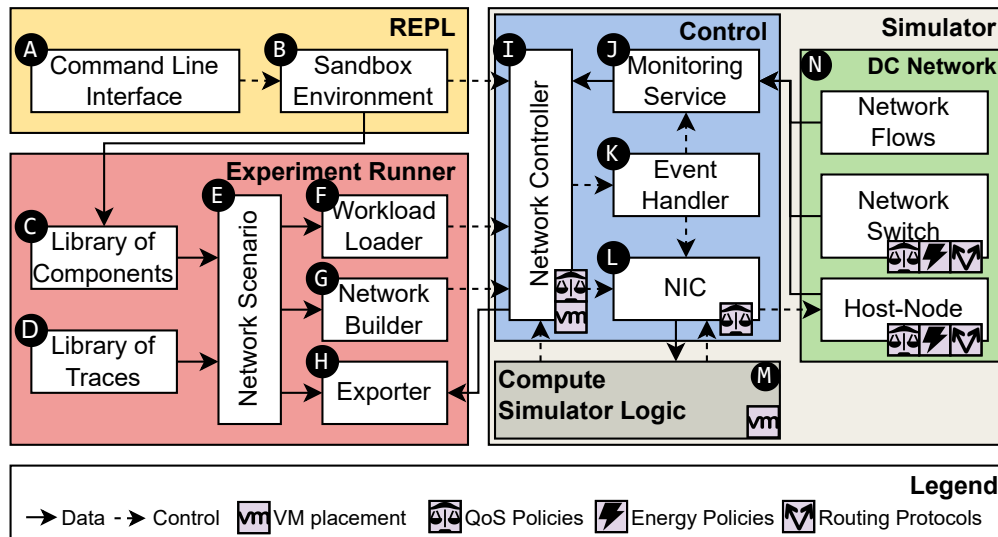 REPL
A
Command Line
Interface
B
Sandbox
Environment
Experiment Runner
C
Library of
Components
D
Library of
Traces
E
Network Scenario
F
Workload
Loader
G
Network
Builder
H
Exporter
Simulator
Control
I
Network Controller
vm
J
Monitoring
Service
K
Event
Handler
L
NIC
M
Compute
Simulator Logic
vm
N
DC Network
Network
Flows
Network
Switch
Host-Node
Legend
Data
Control
vm
VM placement
QoS Policies
Energy Policies
Routing Protocols